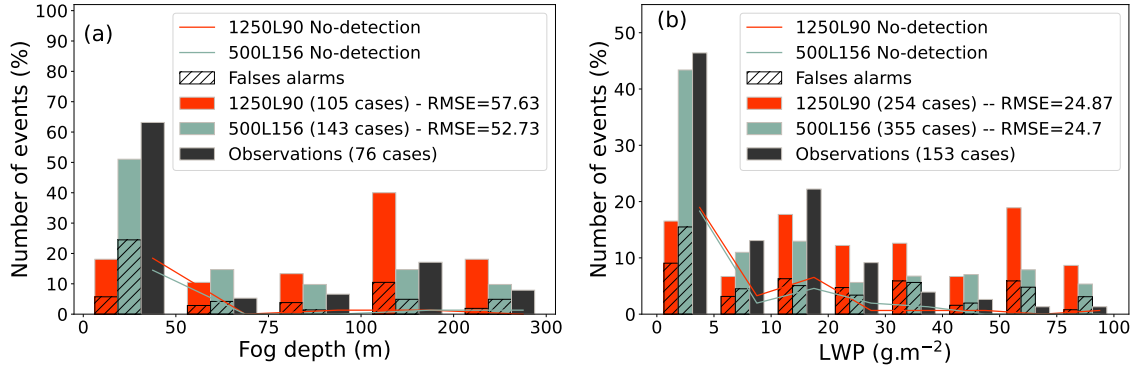 (a)
Number of events (%)
100
90
80
70
60
50
40
30
20
10
0
1250L90 No-detection
500L156 No-detection
Falses alarms
1250L90 (105 cases) - RMSE=57.63
500L156 (143 cases) - RMSE=52.73
Observations (76 cases)
0 50 75 100 200 300
Fog depth (m)
(b)
Number of events (%)
50
40
30
20
10
0
1250L90 No-detection
500L156 No-detection
Falses alarms
1250L90 (254 cases) -- RMSE=24.87
500L156 (355 cases) -- RMSE=24.7
Observations (153 cases)
0 5 10 20 30 40 50 75 100
LWP (g.m⁻²)